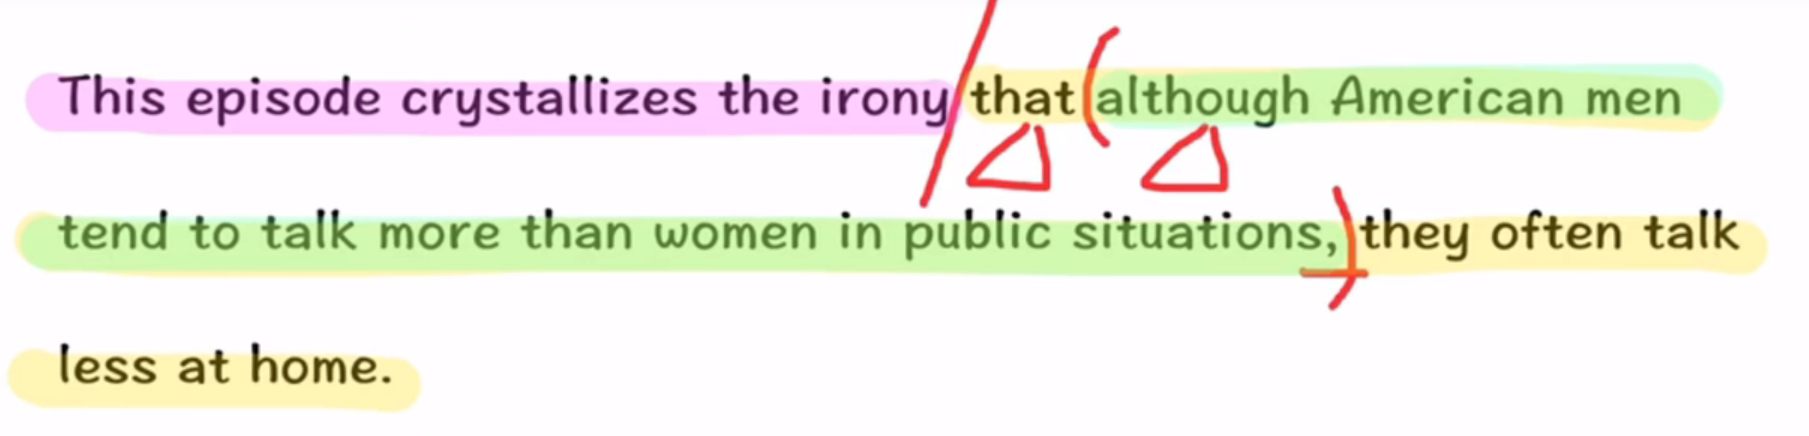 This episode crystallizes the irony that although American men
tend to talk more than women in public situations, they often talk
less at home.